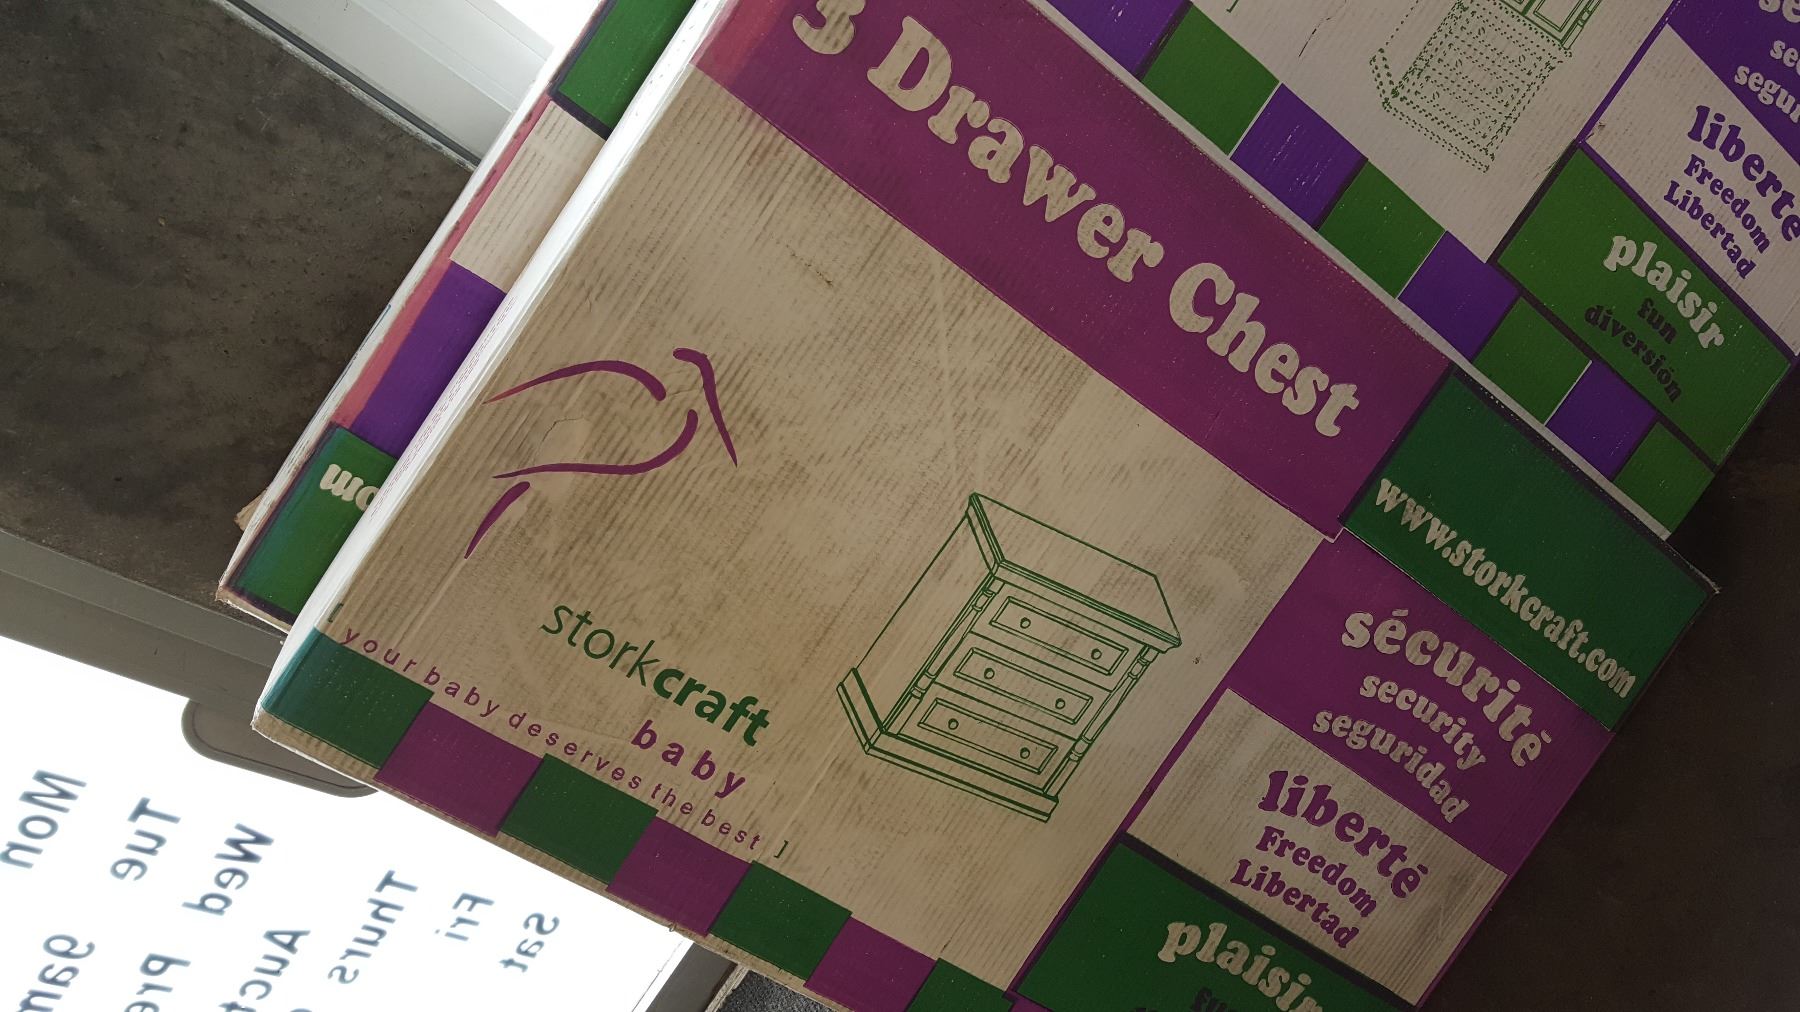 3 Drawer Chest
www.storkcraft.com
storkcraft
baby
[ your baby deserves the best ]
sécurité
security
seguridad
liberté
Freedom
Libertad
plaisir
liberté
Freedom
Libertad
plaisir
fun
diversión
Mon
Tue
Wed
Thurs
Fri
Sat
9am